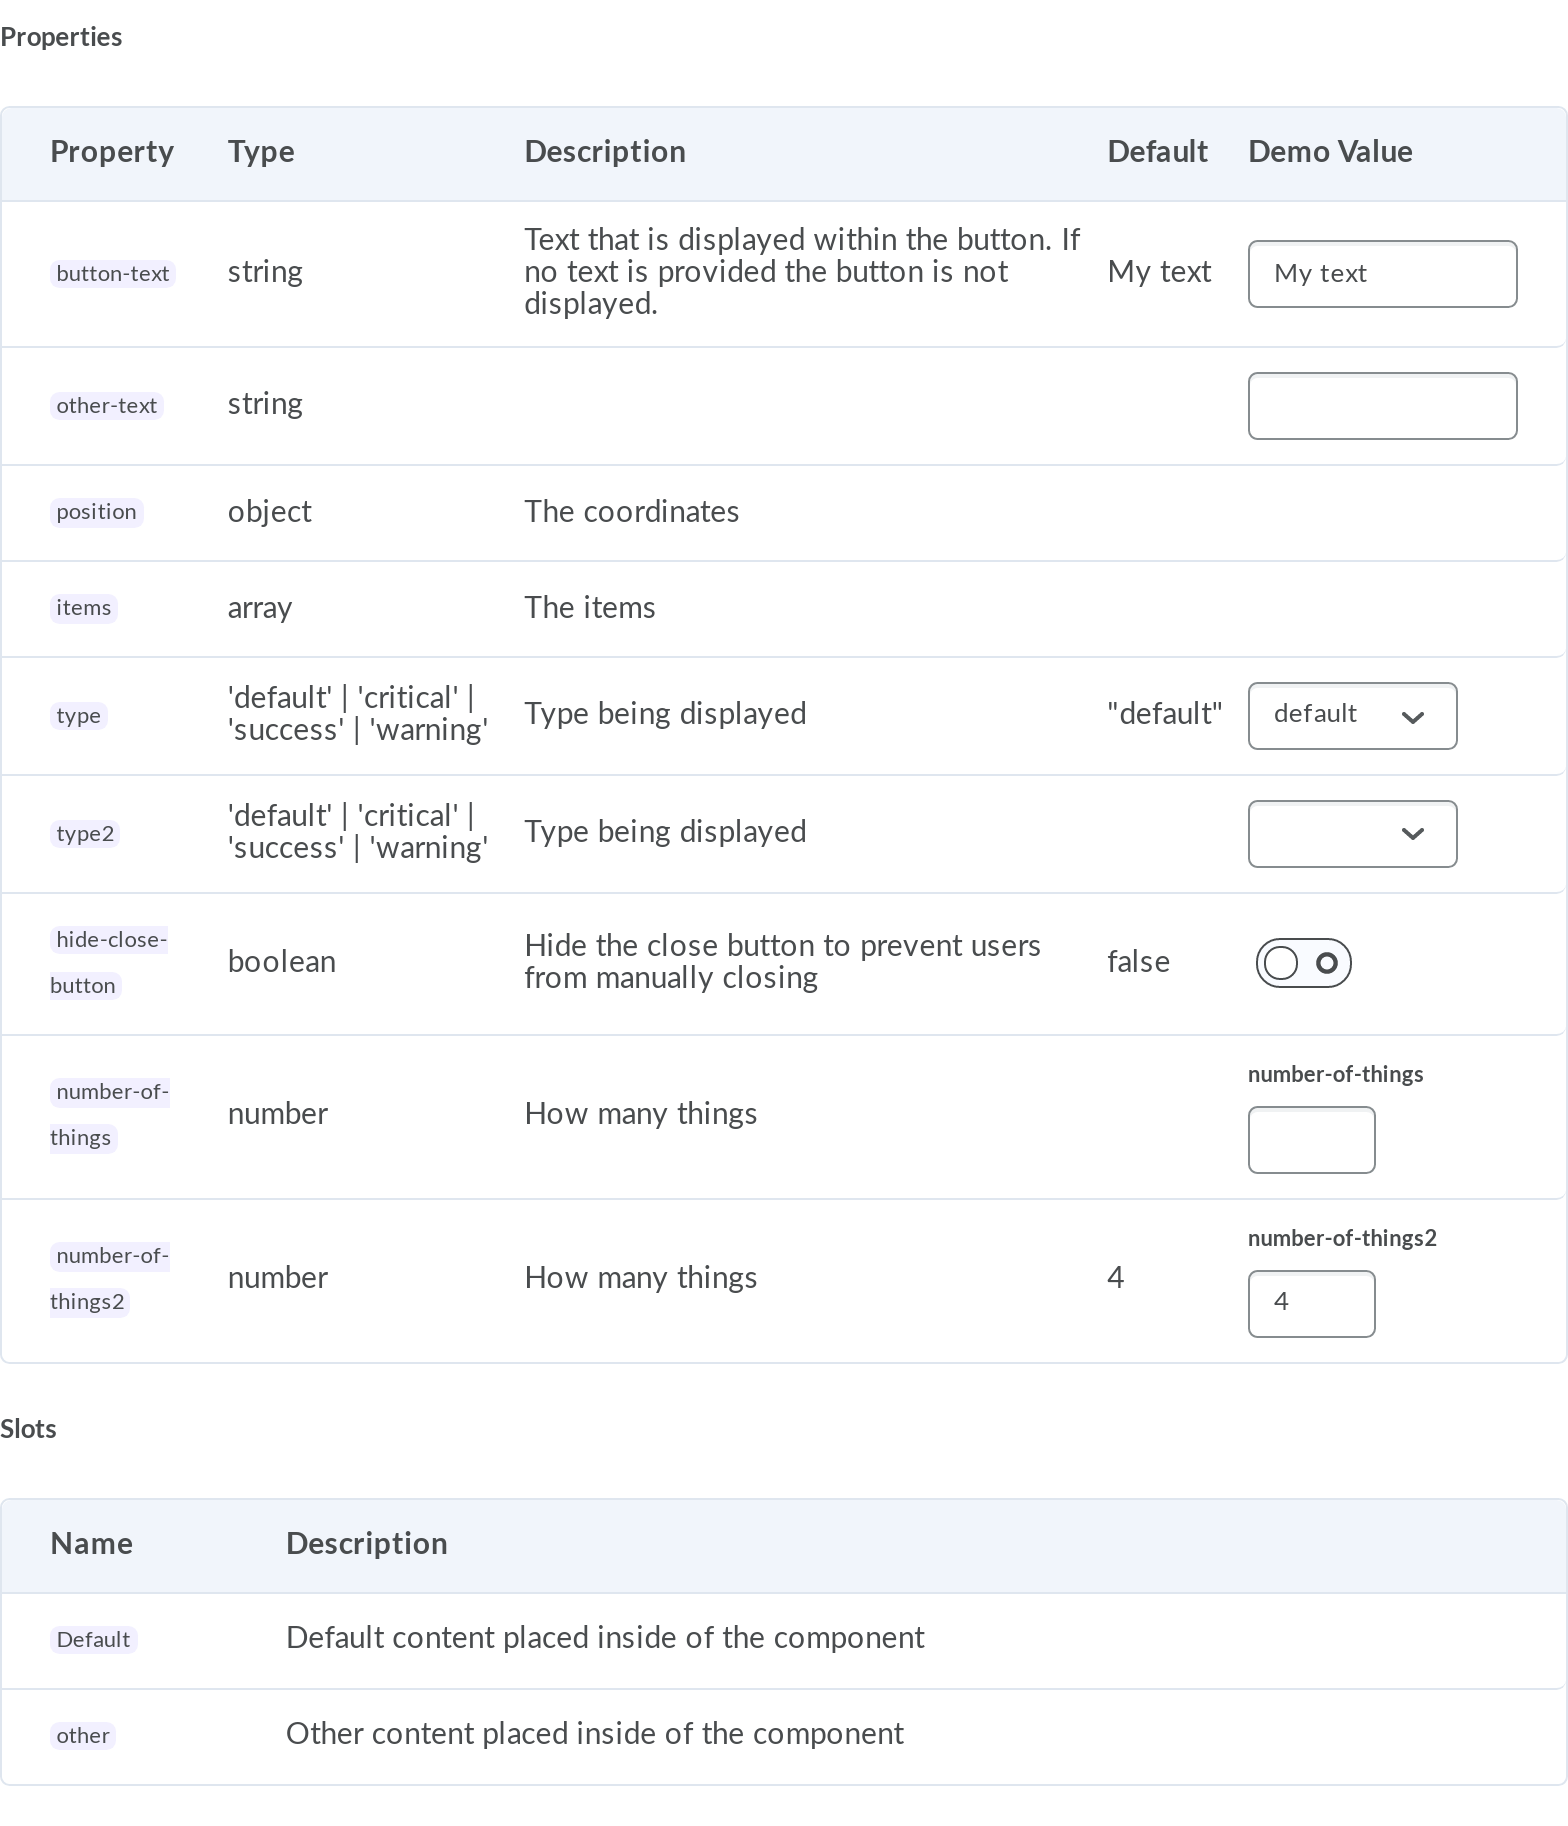 Properties
Property Type Description Default Demo Value
Text that is displayed within the button. If
button-text string no text is provided the button is not My text My text
displayed.
other-text string
position object The coordinates
items array The items
'default' | 'critical' |
type Type being displayed "default" default
'success' | 'warning'
'default' | 'critical' |
type2 Type being displayed
'success' | 'warning'
hide-close-
button
boolean
Hide the close button to prevent users
from manually closing
false
number-of-
things
number How many things
number-of-things
number-of-
things2
number How many things 4
number-of-things2
4
Slots
Name Description
Default Default content placed inside of the component
other Other content placed inside of the component